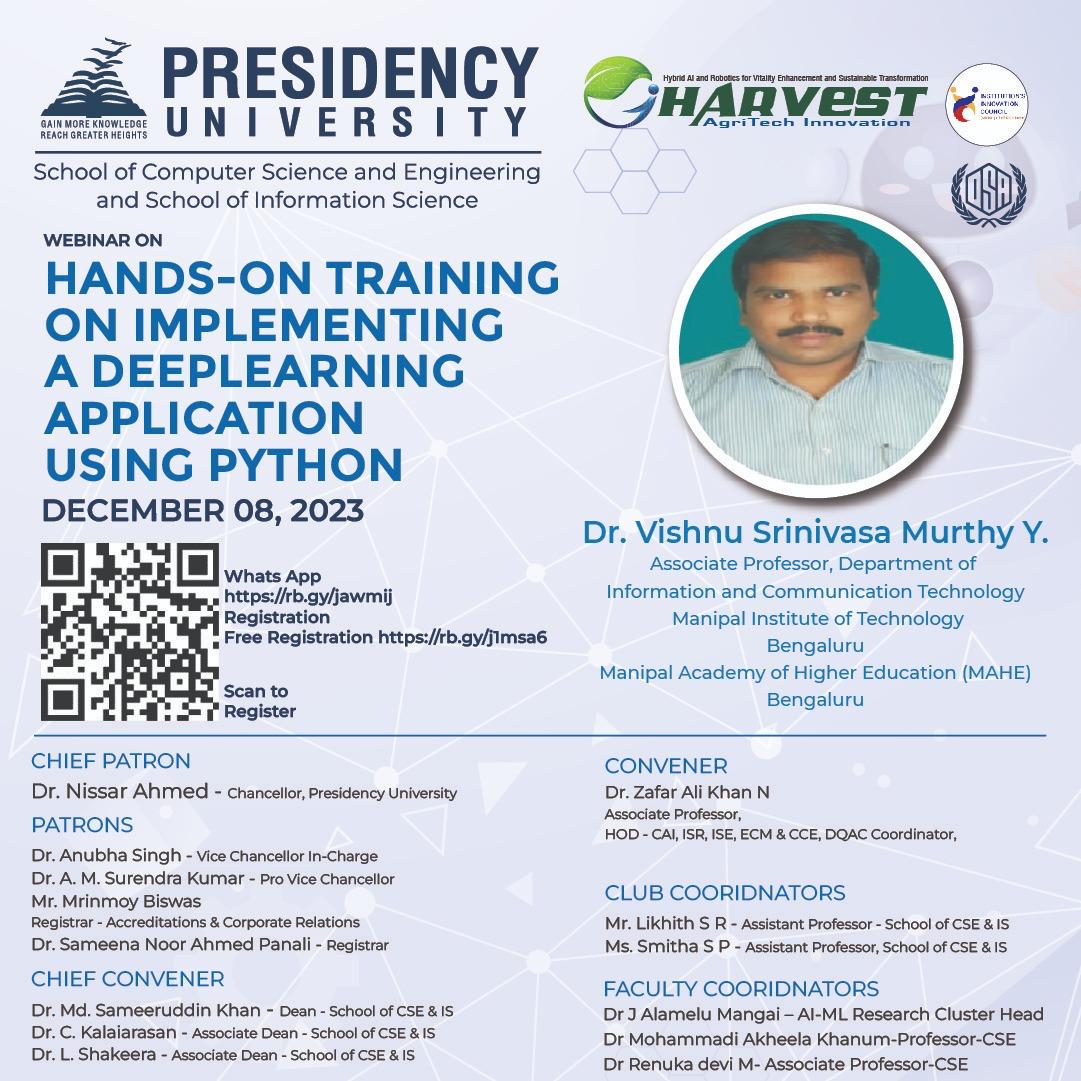 PRESIDENCY
UNIVERSITY
GAIN MORE KNOWLEDGE
REACH GREATER HEIGHTS
School of Computer Science and Engineering
and School of Information Science
Hybrid AI and Robotics for Vitality Enhancement and Sustainable Transformation
HARVEST
AgriTech Innovation
INSTITUTION'S
INNOVATION
COUNCIL
WEBINAR ON
HANDS-ON TRAINING
ON IMPLEMENTING
A DEEPLEARNING
APPLICATION
USING PYTHON
DECEMBER 08, 2023
Whats App
https://rb.gy/jawmij
Registration
Free Registration https://rb.gy/j1msa6
Scan to
Register
Dr. Vishnu Srinivasa Murthy Y.
Associate Professor, Department of
Information and Communication Technology
Manipal Institute of Technology
Bengaluru
Manipal Academy of Higher Education (MAHE)
Bengaluru
CHIEF PATRON
Dr. Nissar Ahmed - Chancellor, Presidency University
PATRONS
Dr. Anubha Singh - Vice Chancellor In-Charge
Dr. A. M. Surendra Kumar - Pro Vice Chancellor
Mr. Mrinmoy Biswas
Registrar - Accreditations & Corporate Relations
Dr. Sameena Noor Ahmed Panali - Registrar
CHIEF CONVENER
Dr. Md. Sameeruddin Khan - Dean - School of CSE & IS
Dr. C. Kalaiarasan - Associate Dean - School of CSE & IS
Dr. L. Shakeera - Associate Dean - School of CSE & IS
CONVENER
Dr. Zafar Ali Khan N
Associate Professor,
HOD - CAI, ISR, ISE, ECM & CCE, DQAC Coordinator,
CLUB COORIDNATORS
Mr. Likhith S R - Assistant Professor - School of CSE & IS
Ms. Smitha S P - Assistant Professor, School of CSE & IS
FACULTY COORIDNATORS
Dr J Alamelu Mangai – AI-ML Research Cluster Head
Dr Mohammadi Akheela Khanum-Professor-CSE
Dr Renuka devi M- Associate Professor-CSE